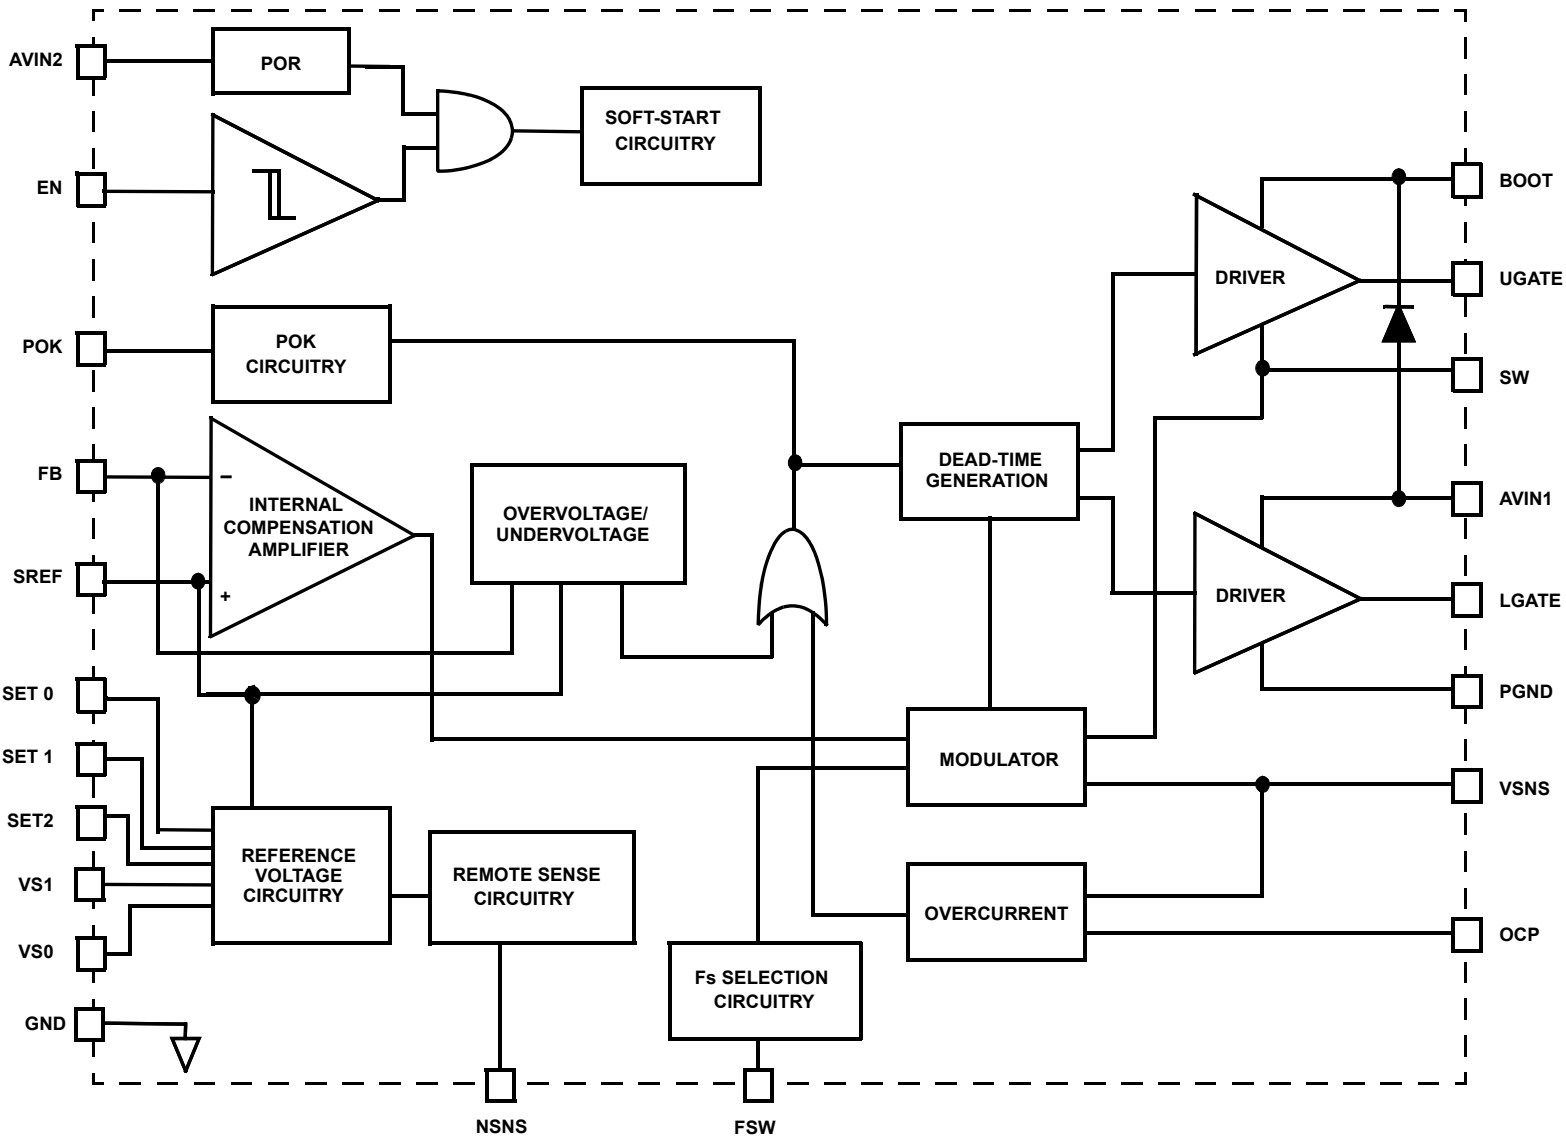 AVIN2
POR
SOFT-START
CIRCUITRY
EN
BOOT
DRIVER
UGATE
POK
POK
CIRCUITRY
SW
FB
−
INTERNAL
COMPENSATION
AMPLIFIER
+
OVERVOLTAGE/
UNDERVOLTAGE
DEAD-TIME
GENERATION
AVIN1
SREF
DRIVER
LGATE
SET 0
PGND
SET 1
MODULATOR
VSNS
SET2
REFERENCE
VOLTAGE
CIRCUITRY
REMOTE SENSE
CIRCUITRY
VS1
OVERCURRENT
OCP
VS0
Fs SELECTION
CIRCUITRY
GND
NSNS
FSW